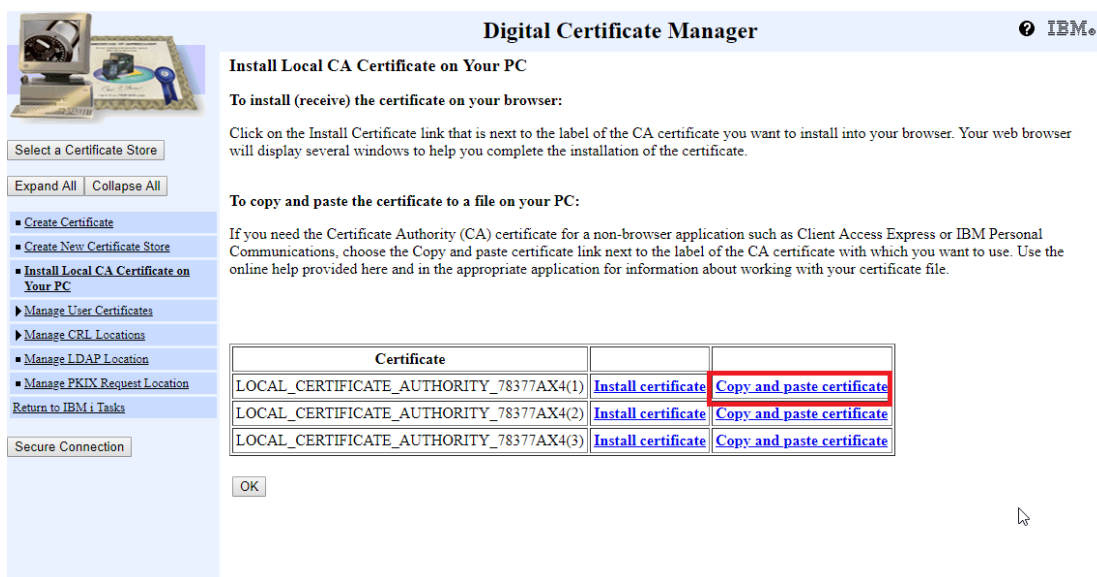 Digital Certificate Manager
IBM®
Select a Certificate Store
Expand All Collapse All
Create Certificate
Create New Certificate Store
Install Local CA Certificate on
Your PC
Manage User Certificates
Manage CRL Locations
Manage LDAP Location
Manage PKIX Request Location
Return to IBM i Tasks
Secure Connection
Install Local CA Certificate on Your PC
To install (receive) the certificate on your browser:
Click on the Install Certificate link that is next to the label of the CA certificate you want to install into your browser. Your web browser
will display several windows to help you complete the installation of the certificate.
To copy and paste the certificate to a file on your PC:
If you need the Certificate Authority (CA) certificate for a non-browser application such as Client Access Express or IBM Personal
Communications, choose the Copy and paste certificate link next to the label of the CA certificate with which you want to use. Use the
online help provided here and in the appropriate application for information about working with your certificate file.
Certificate
LOCAL_CERTIFICATE_AUTHORITY_78377AX4(1) Install certificate Copy and paste certificate
LOCAL_CERTIFICATE_AUTHORITY_78377AX4(2) Install certificate Copy and paste certificate
LOCAL_CERTIFICATE_AUTHORITY_78377AX4(3) Install certificate Copy and paste certificate
OK